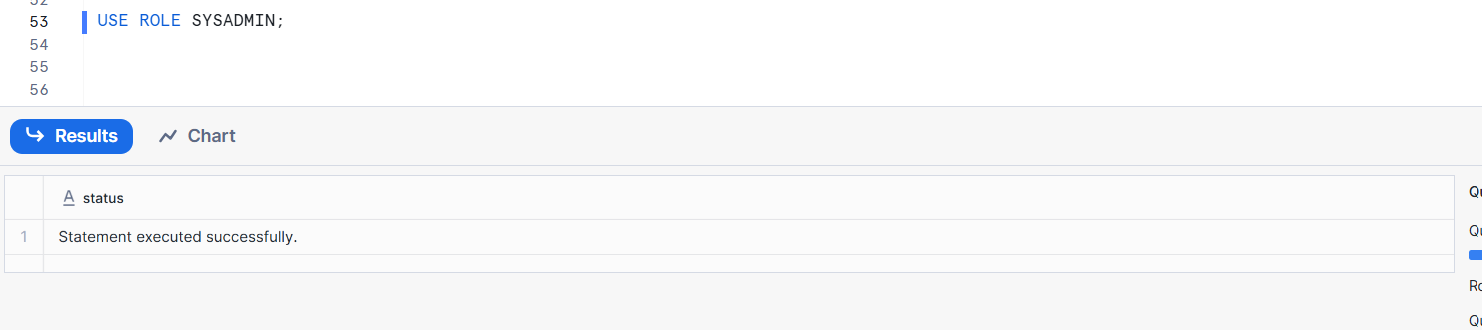 53 USE ROLE SYSADMIN;
54
55
56
Results Chart
A status
1 Statement executed successfully.